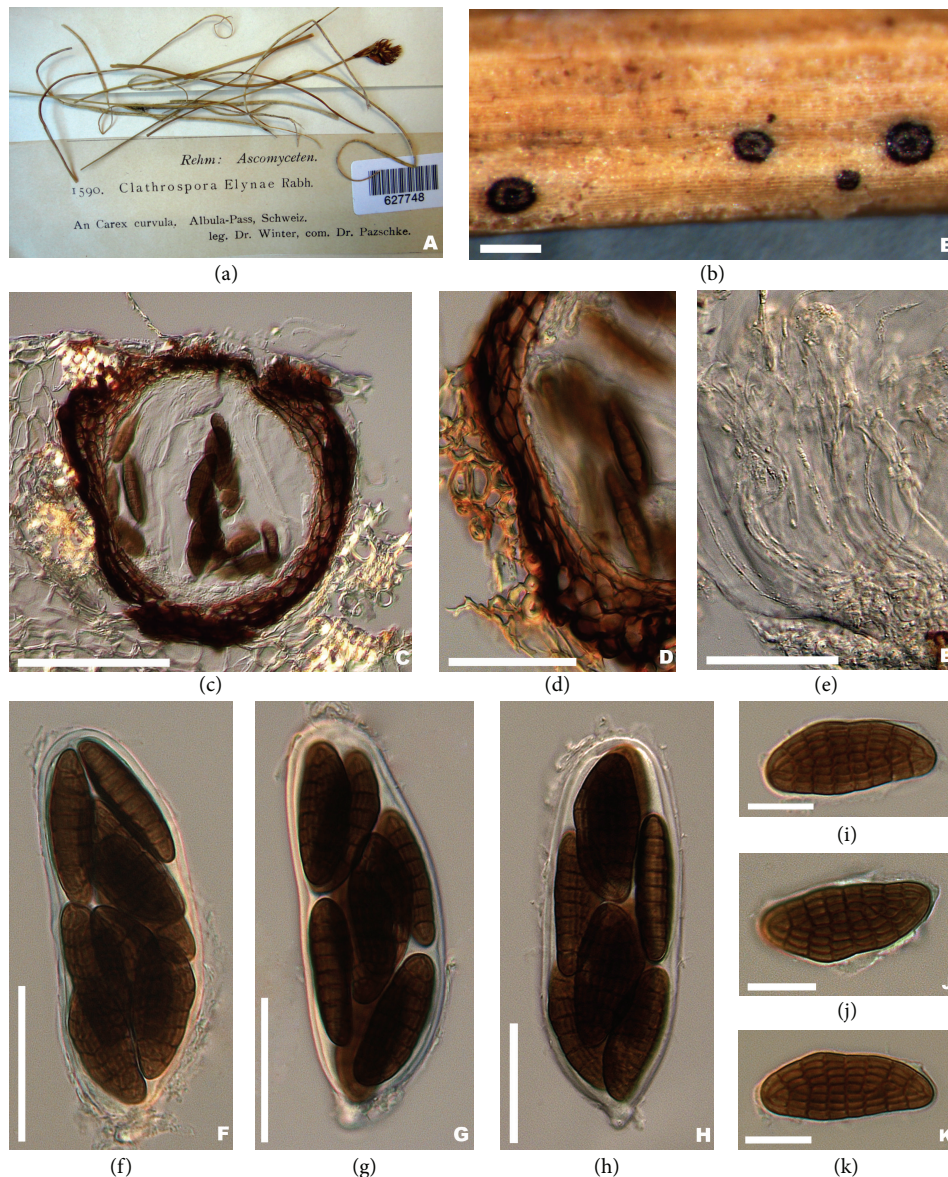 Rehm: Ascomyceten.
1590. Clathrospora Elynae Rabh.
627748
An Carex curvula, Albula-Pass, Schweiz.
leg. Dr. Winter, com. Dr. Pazschke.
A
B
(a)
(b)
C
D
E
(c)
(d)
(e)
F
G
H
(i)
J
(j)
K
(f)
(g)
(h)
(k)